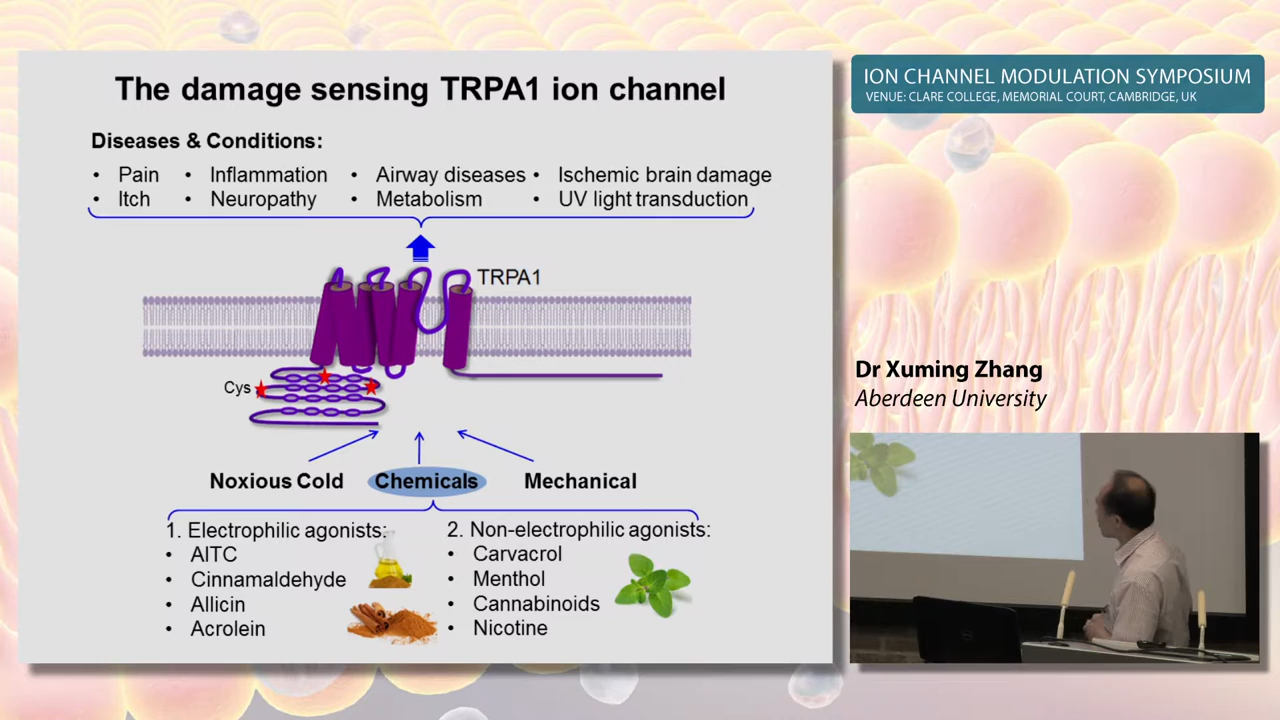 The damage sensing TRPA1 ion channel
Diseases & Conditions:
• Pain • Inflammation • Airway diseases • Ischemic brain damage
• Itch • Neuropathy • Metabolism • UV light transduction
TRPA1
Cys
Noxious Cold Chemicals Mechanical
1. Electrophilic agonists:
• AITC
• Cinnamaldehyde
• Allicin
• Acrolein
2. Non-electrophilic agonists:
• Carvacrol
• Menthol
• Cannabinoids
• Nicotine
ION CHANNEL MODULATION SYMPOSIUM
VENUE: CLARE COLLEGE, MEMORIAL COURT, CAMBRIDGE, UK
Dr Xuming Zhang
Aberdeen University